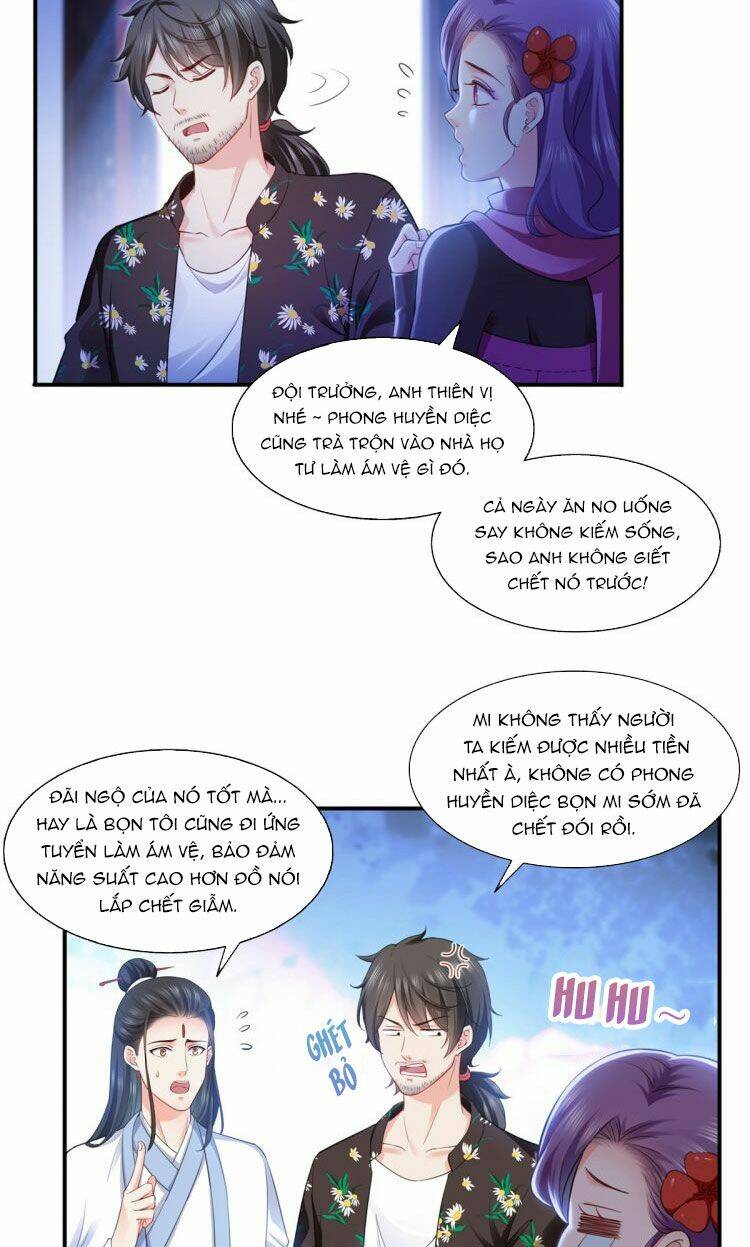 ĐỘI TRƯỞNG, ANH THIÊN VỊ
NHÉ ~ PHONG HUYỀN DIỆC
CŨNG TRÀ TRỘN VÀO NHÀ HỌ
TƯ LÀM ÁM VỆ GÌ ĐÓ.
CẢ NGÀY ĂN NO UỐNG
SAY KHÔNG KIẾM SỐNG,
SAO ANH KHÔNG GIẾT
CHẾT NÓ TRƯỚC!
MI KHÔNG THẤY NGƯỜI
TA KIẾM ĐƯỢC NHIỀU TIỀN
NHẤT À, KHÔNG CÓ PHONG
HUYỀN DIỆC BỌN MI SỚM ĐÃ
CHẾT ĐÓI RỒI.
ĐÃI NGỘ CỦA NÓ TỐT MÀ...
HAY LÀ BỌN TÔI CŨNG ĐI ỨNG
TUYỂN LÀM ÁM VỆ, BẢO ĐẢM
NĂNG SUẤT CAO HƠN ĐỒ NÓI
LẮP CHẾT GIẪM.
GHÉT
BỎ
HU HU ~